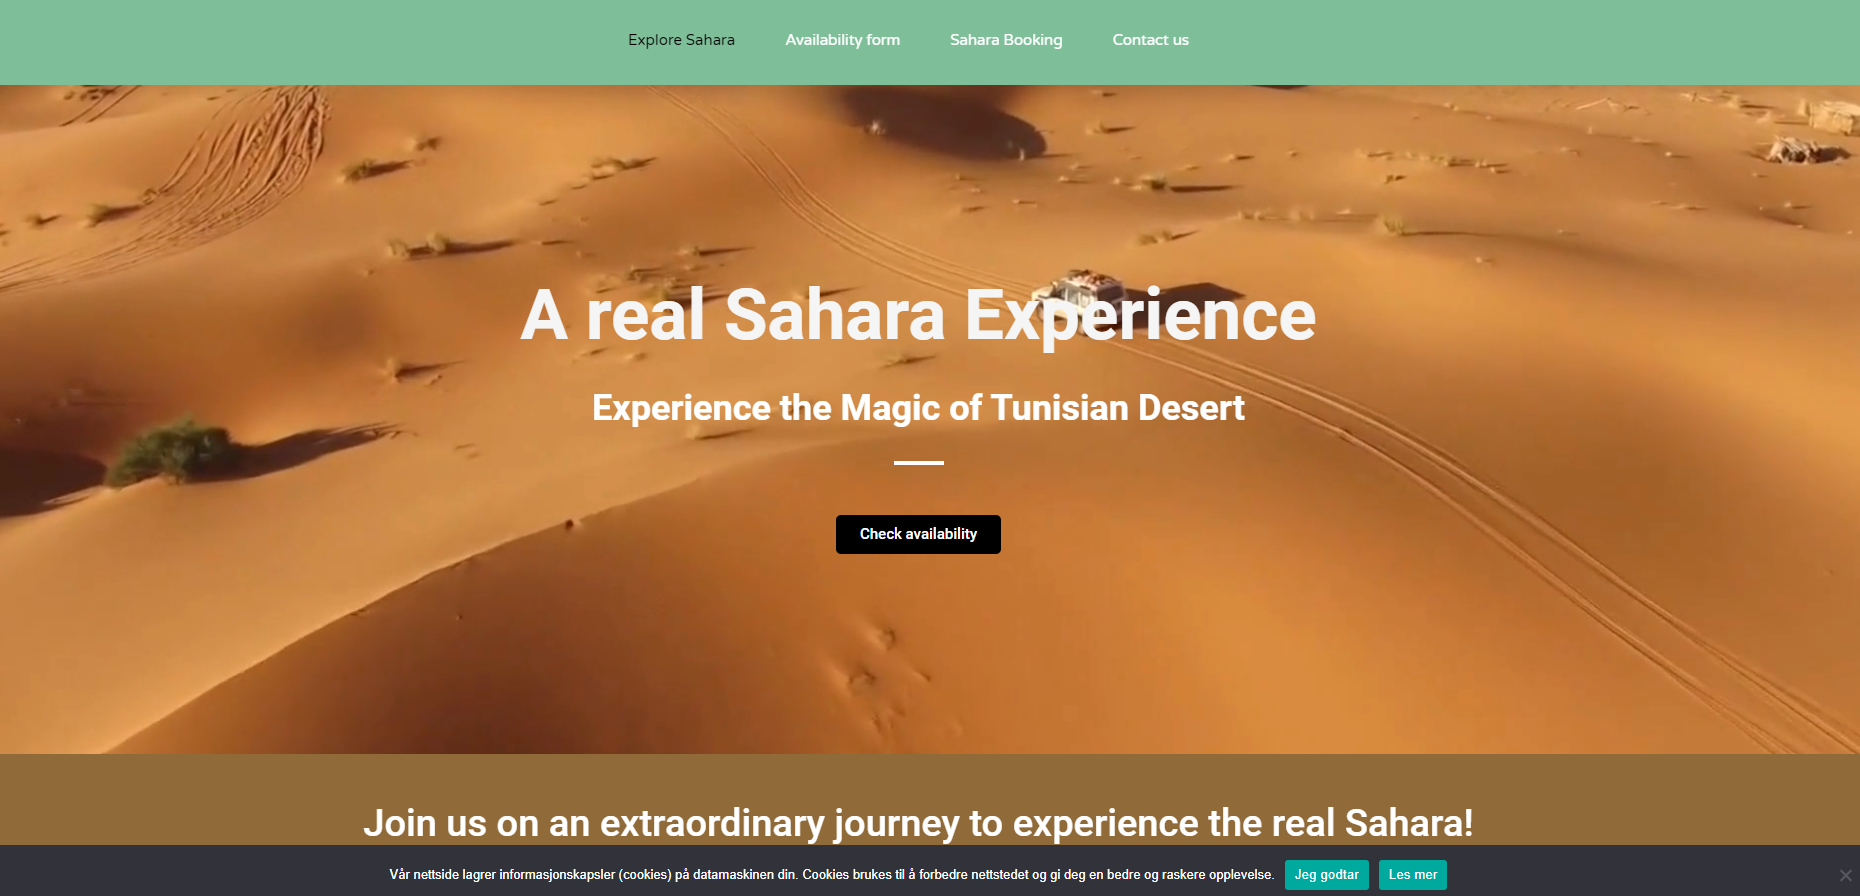 Explore Sahara Availability form Sahara Booking Contact us
A real Sahara Experience
Experience the Magic of Tunisian Desert
Check availability
Join us on an extraordinary journey to experience the real Sahara!
Vår nettside lagrer informasjonskapsler (cookies) på datamaskinen din. Cookies brukes til å forbedre nettstedet og gi deg en bedre og raskere opplevelse. Jeg godtar Les mer